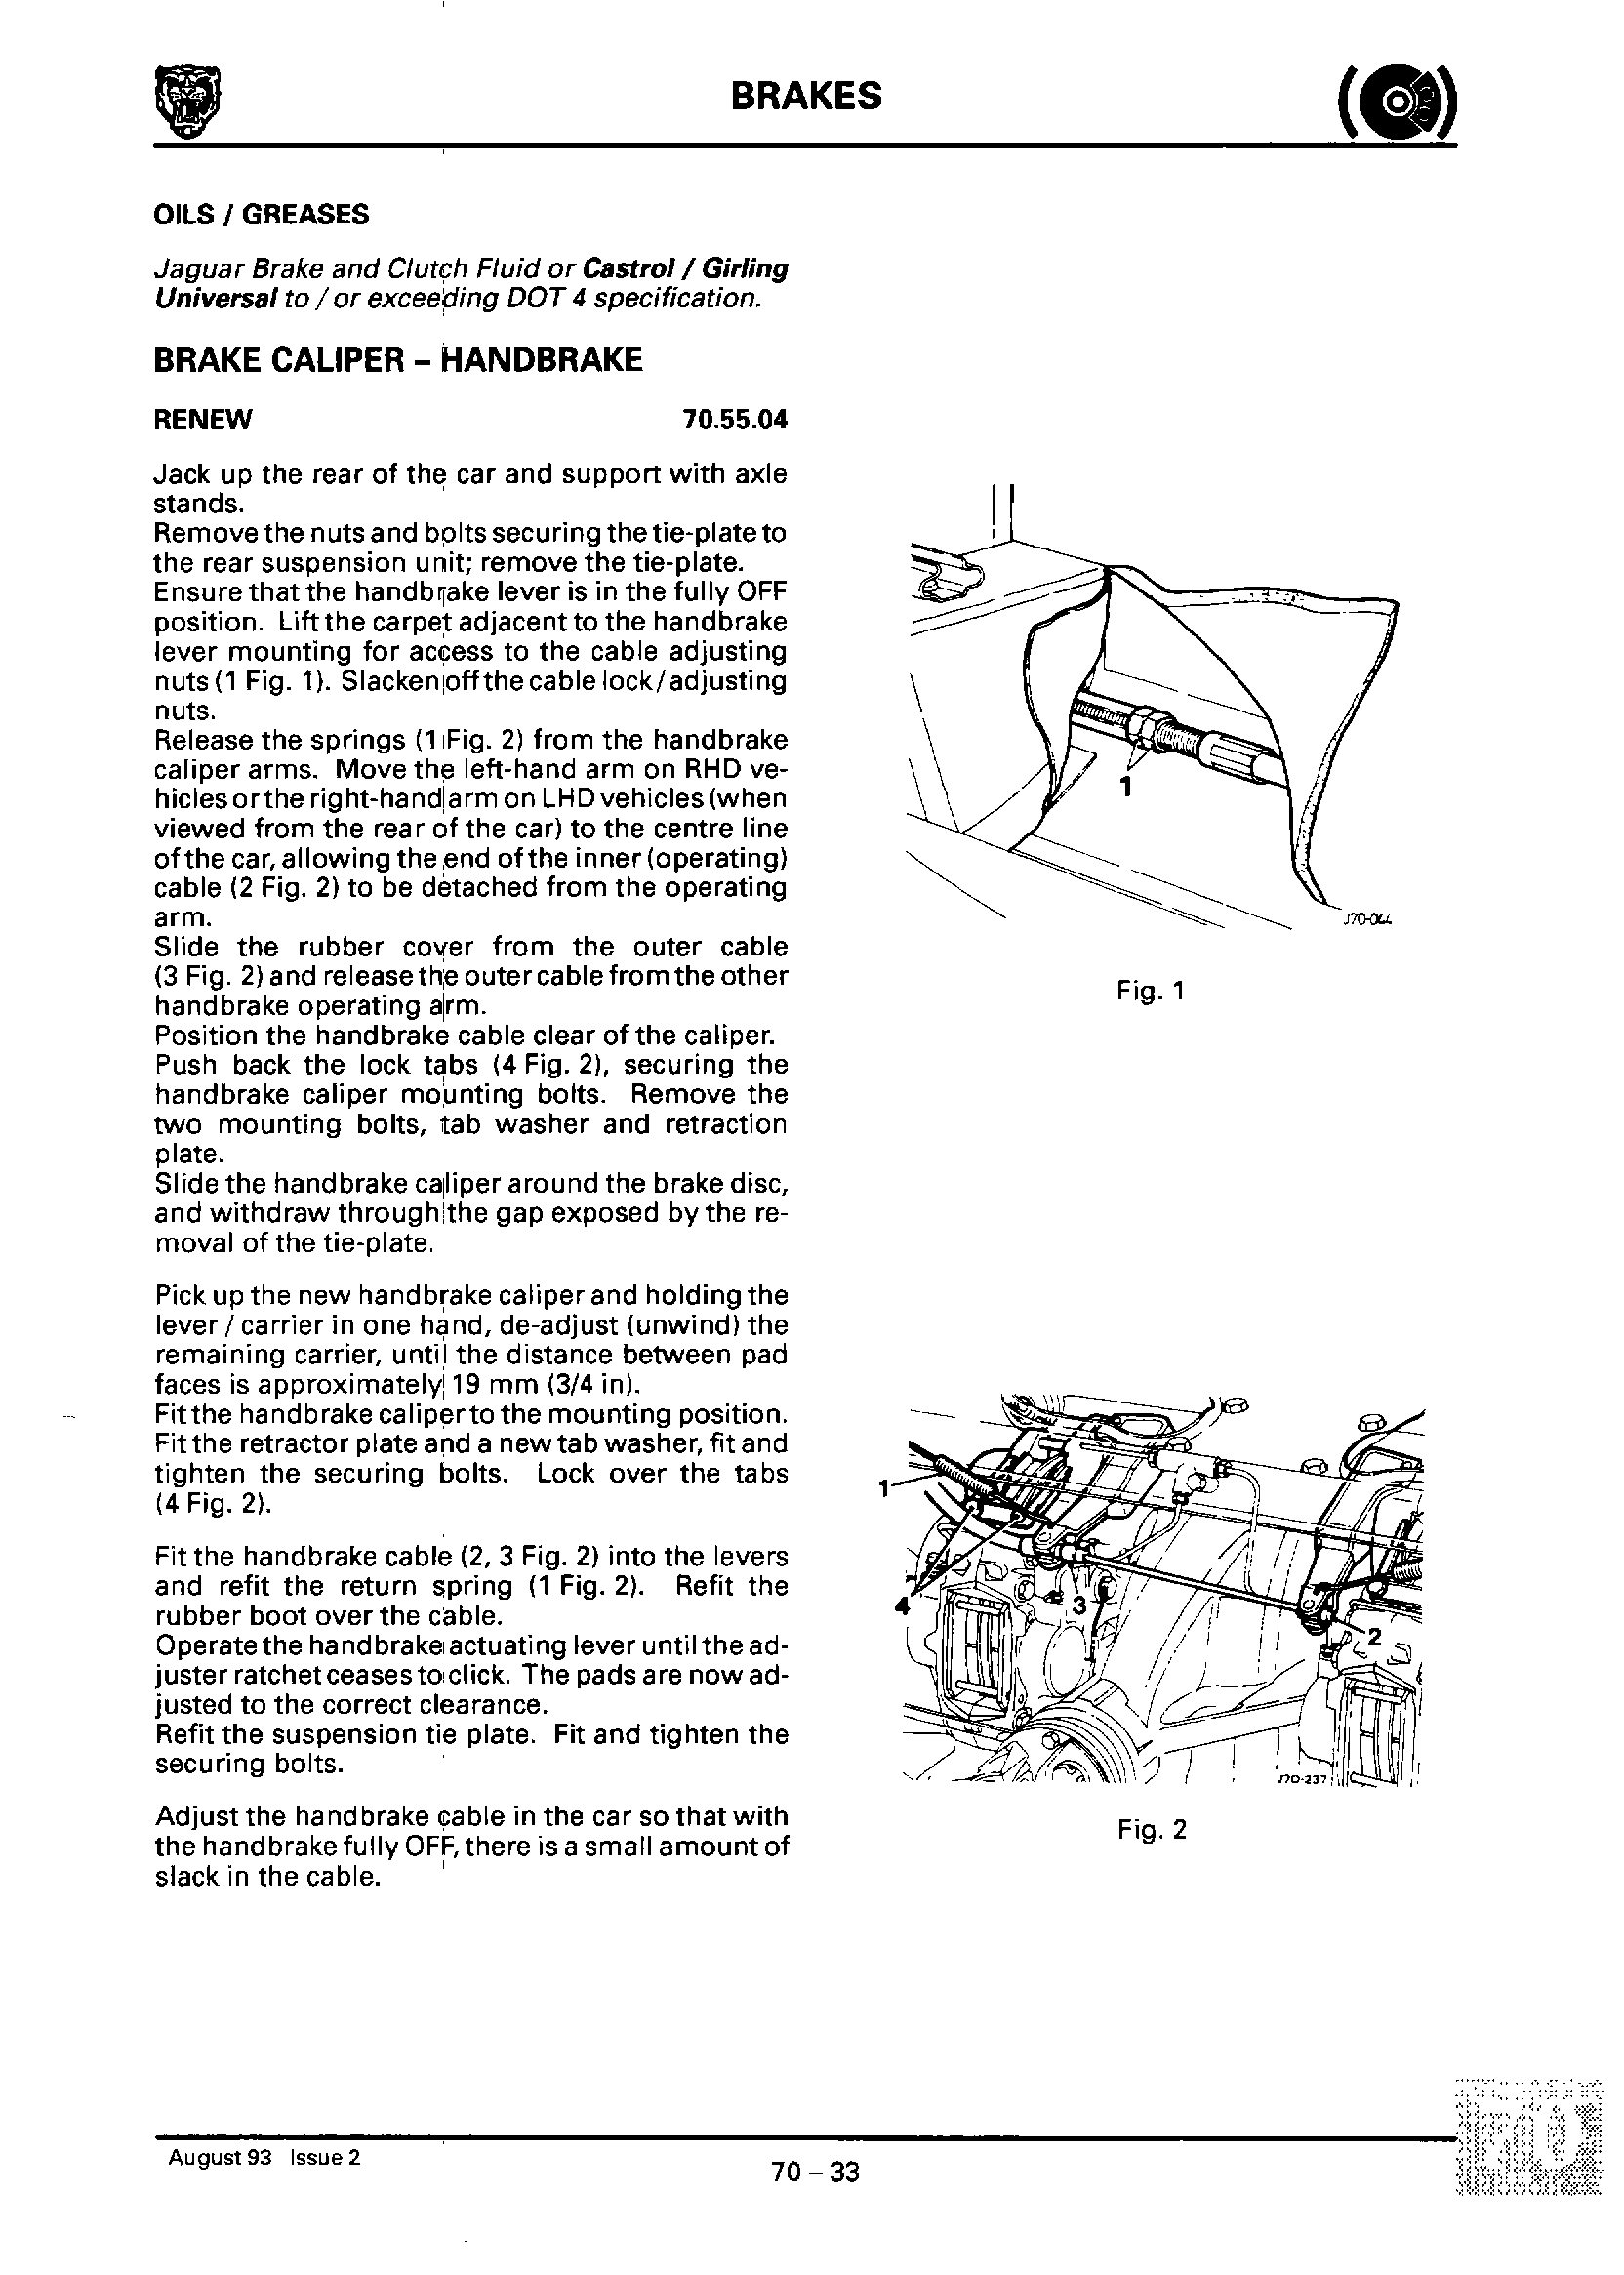 BRAKES
OILS / GREASES
Jaguar Brake and Clutch Fluid or Castrol / Girling
Universal to / or exceeding DOT 4 specification.
BRAKE CALIPER – HANDBRAKE
RENEW 70.55.04
Jack up the rear of the car and support with axle
stands.
Remove the nuts and bolts securing the tie-plate to
the rear suspension unit; remove the tie-plate.
Ensure that the handbrake lever is in the fully OFF
position. Lift the carpet adjacent to the handbrake
lever mounting for access to the cable adjusting
nuts (1 Fig. 1). Slacken off the cable lock / adjusting
nuts.
Release the springs (1 Fig. 2) from the handbrake
caliper arms. Move the left-hand arm on RHD ve-
hicles or the right-hand arm on LHD vehicles (when
viewed from the rear of the car) to the centre line
of the car, allowing the end of the inner (operating)
cable (2 Fig. 2) to be detached from the operating
arm.
Slide the rubber cover from the outer cable
(3 Fig. 2) and release the outer cable from the other
handbrake operating arm.
Position the handbrake cable clear of the caliper.
Push back the lock tabs (4 Fig. 2), securing the
handbrake caliper mounting bolts. Remove the
two mounting bolts, tab washer and retraction
plate.
Slide the handbrake caliper around the brake disc,
and withdraw through the gap exposed by the re-
moval of the tie-plate.
Pick up the new handbrake caliper and holding the
lever / carrier in one hand, de-adjust (unwind) the
remaining carrier, until the distance between pad
faces is approximately 19 mm (3/4 in).
Fit the handbrake caliper to the mounting position.
Fit the retractor plate and a new tab washer, fit and
tighten the securing bolts. Lock over the tabs
(4 Fig. 2).
Fit the handbrake cable (2, 3 Fig. 2) into the levers
and refit the return spring (1 Fig. 2). Refit the
rubber boot over the cable.
Operate the handbrake actuating lever until the ad-
juster ratchet ceases to click. The pads are now ad-
justed to the correct clearance.
Refit the suspension tie plate. Fit and tighten the
securing bolts.
Adjust the handbrake cable in the car so that with
the handbrake fully OFF, there is a small amount of
slack in the cable.
1
J70-044
Fig. 1
1
4
3
2
J70-237
Fig. 2
August 93 Issue 2
70 – 33